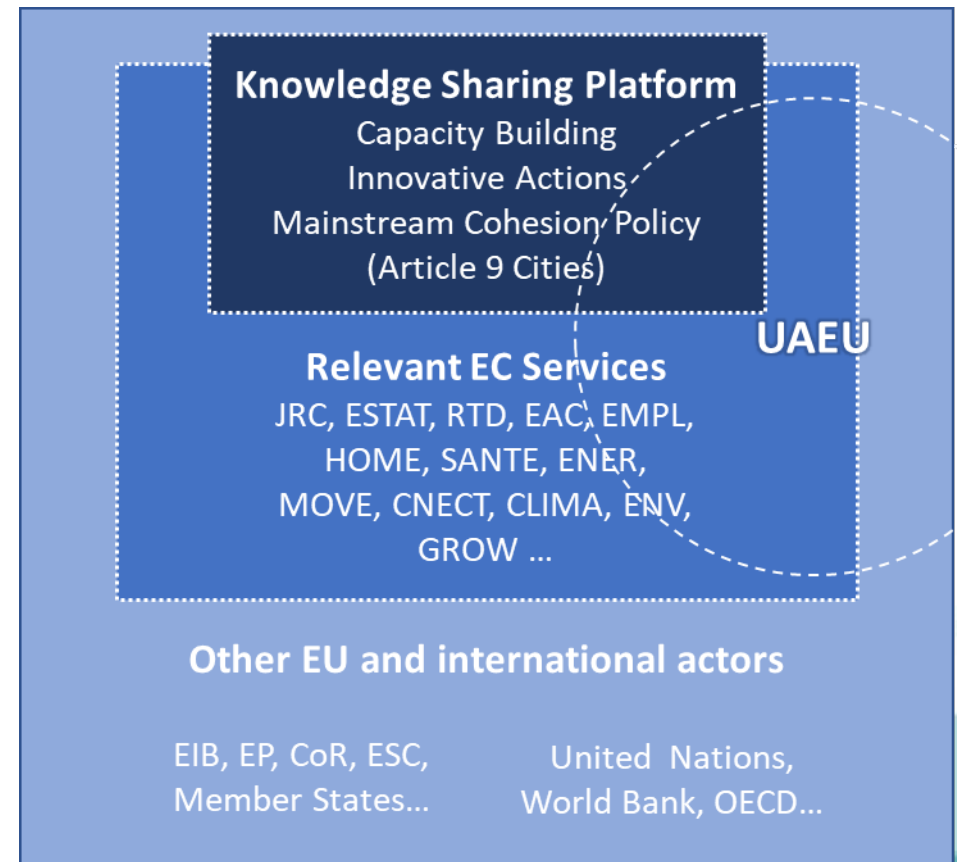 Knowledge Sharing Platform
Capacity Building
Innovative Actions
Mainstream Cohesion Policy
(Article 9 Cities)
UAEU
Relevant EC Services
JRC, ESTAT, RTD, EAC, EMPL,
HOME, SANTE, ENER,
MOVE, CNECT, CLIMA, ENV,
GROW ...
Other EU and international actors
EIB, EP, CoR, ESC,
Member States...
United Nations,
World Bank, OECD...